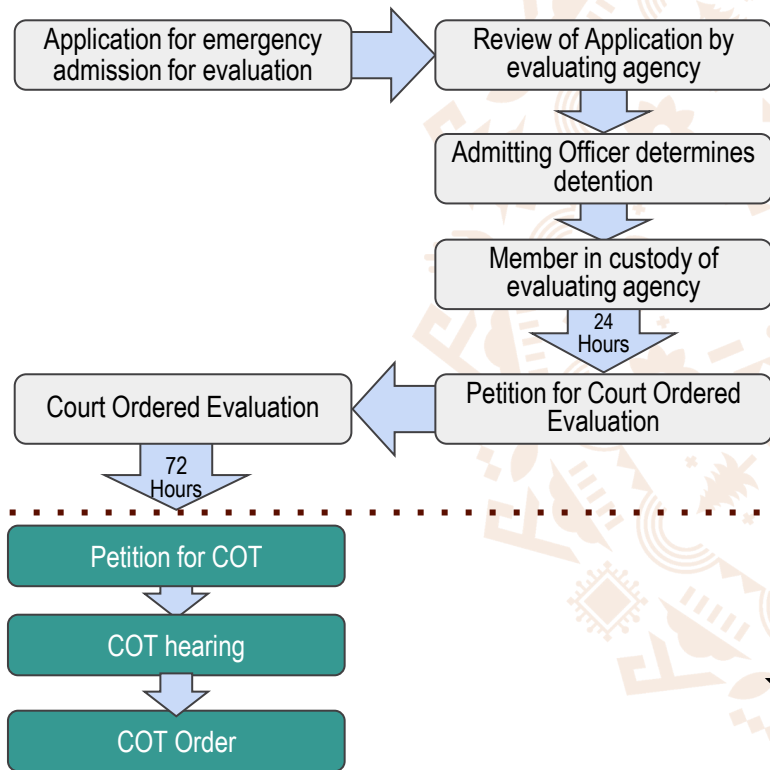 Application for emergency
admission for evaluation
Review of Application by
evaluating agency
Admitting Officer determines
detention
Member in custody of
evaluating agency
24
Hours
Petition for Court Ordered
Evaluation
Court Ordered Evaluation
72
Hours
Petition for COT
COT hearing
COT Order